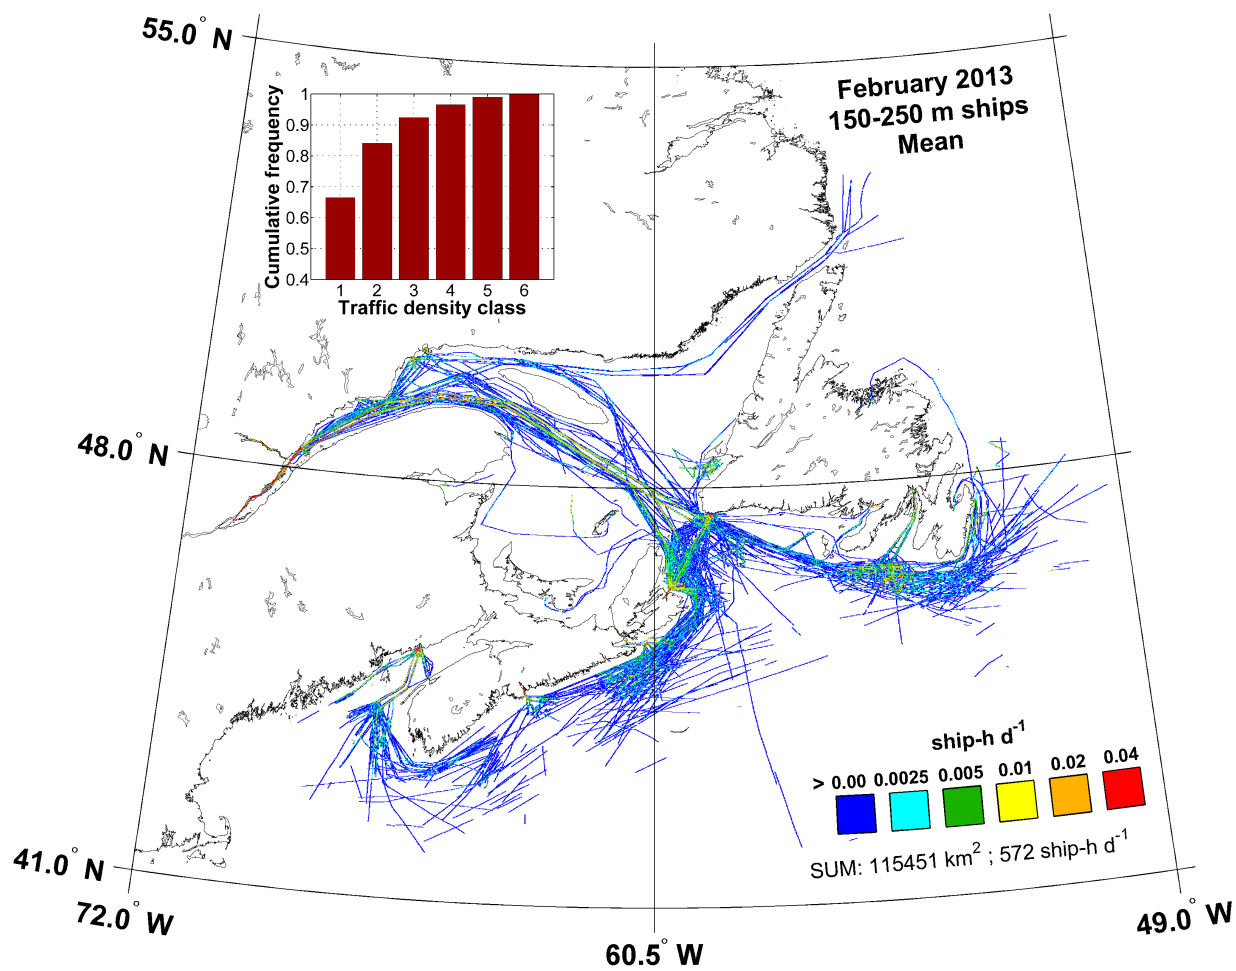 55.0° N
February 2013
150-250 m ships
Mean
Cumulative frequency
1
0.9
0.8
0.7
0.6
0.5
0.4
1 2 3 4 5 6
Traffic density class
48.0° N
ship-h d⁻¹
> 0.00 0.0025 0.005 0.01 0.02 0.04
SUM: 115451 km² ; 572 ship-h d⁻¹
41.0° N
72.0° W
60.5° W
49.0° W